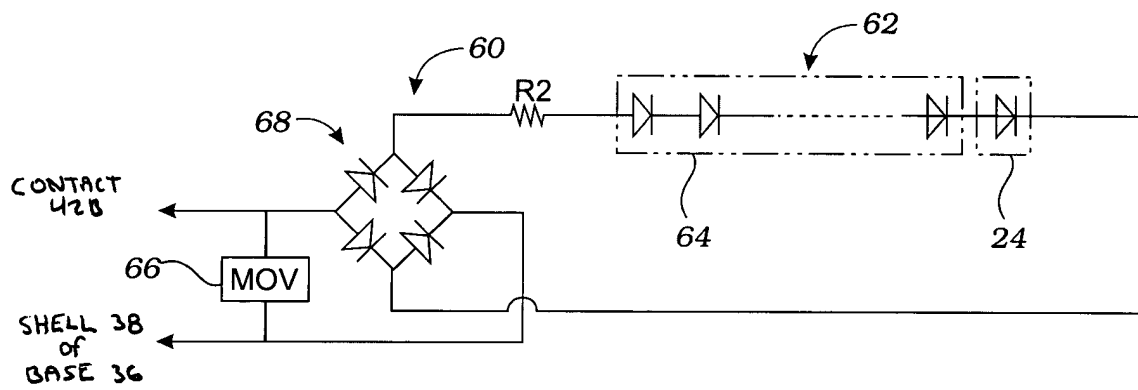 60
62
R2
68
CONTACT
42B
64
24
66
MOV
SHELL 38
of
BASE 36